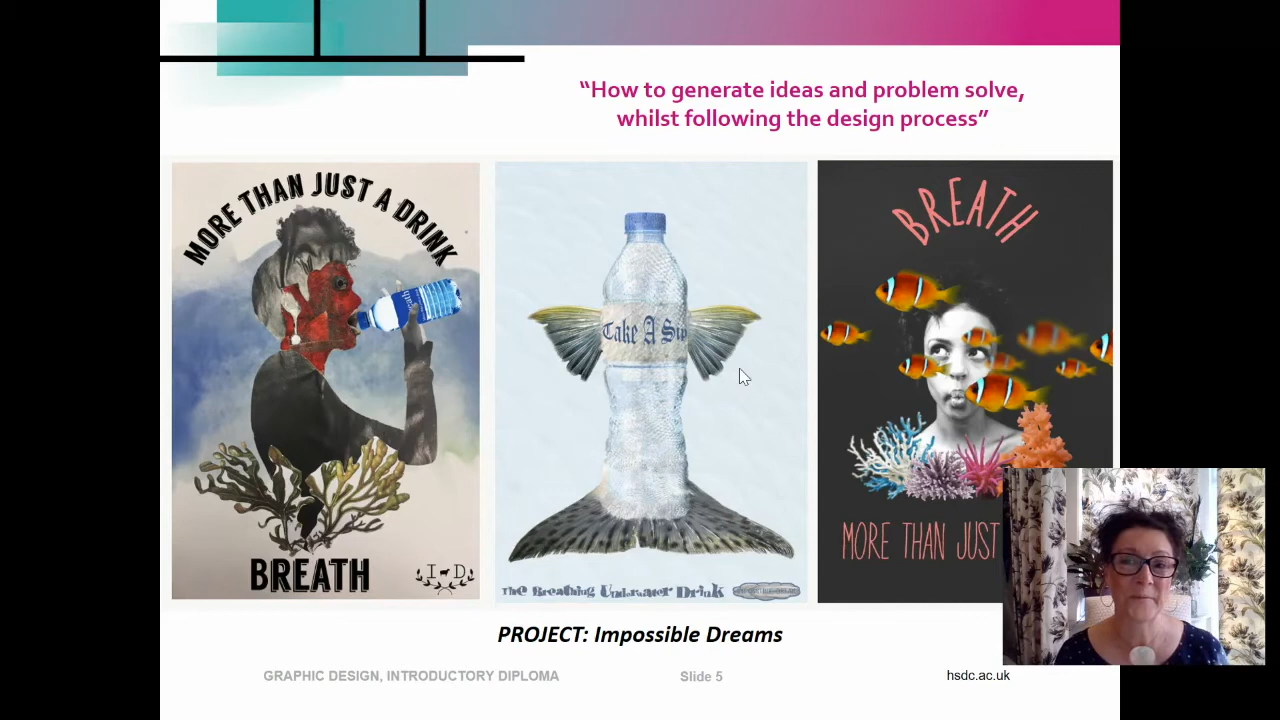 “How to generate ideas and problem solve,
whilst following the design process”
MORE THAN JUST A DRINK
BREATH
I D
Take A Sip
The Breathing Underwater Drink
BREATH
MORE THAN JUST
PROJECT: Impossible Dreams
GRAPHIC DESIGN, INTRODUCTORY DIPLOMA
Slide 5
hsdc.ac.uk